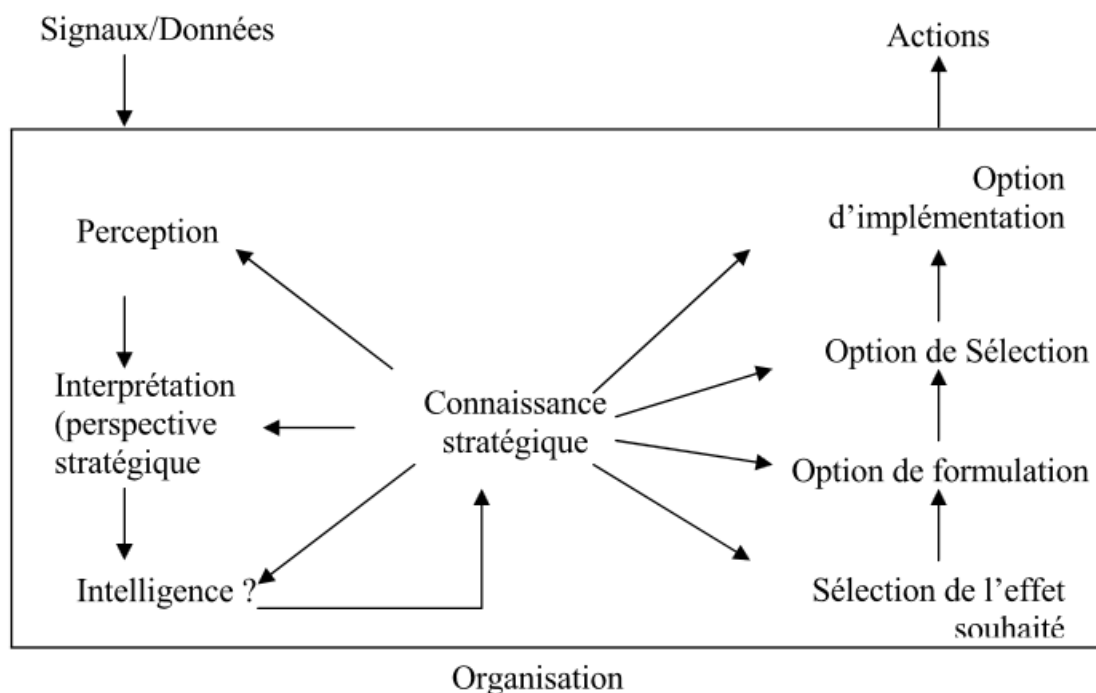 Signaux/Données
Actions
Option
d’implémentation
Perception
Option de Sélection
Interprétation
(perspective
stratégique
Connaissance
stratégique
Option de formulation
Intelligence ?
Sélection de l’effet
souhaité
Organisation